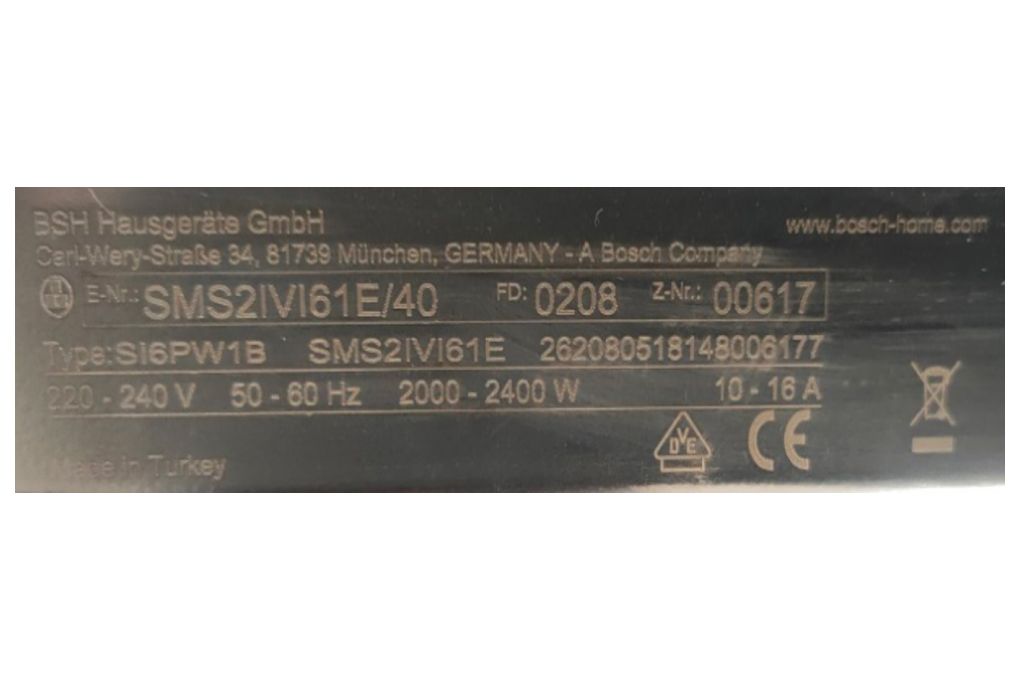 BSH Hausgeräte GmbH www.bosch-home.com
Carl-Wery-Straße 34, 81739 München, GERMANY - A Bosch Company
E-Nr.: SMS2IVI61E/40 FD: 0208 Z-Nr.: 00617
Type: SI6PW1B SMS2IVI61E 262080518148006177
220 - 240 V 50 - 60 Hz 2000 - 2400 W 10 - 16 A
DVE CE
Made in Turkey